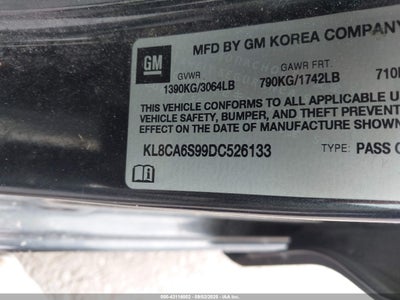 MFD BY GM KOREA COMPANY
GM
GVWR
GAWR FRT.
1390KG/3064LB
790KG/1742LB
THIS VEHICLE CONFORMS TO ALL APPLICABLE
VEHICLE SAFETY, BUMPER, AND THEFT PREVENT
EFFECT ON THE DATE OF MANUFACTURE SHOWN
KL8CA6S99DC526133
TYPE: PASS C